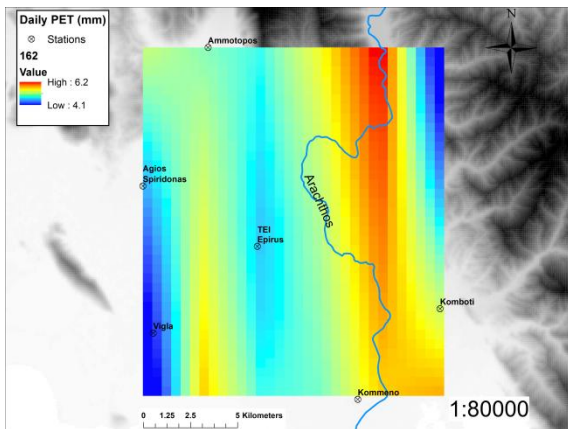 Daily PET (mm)
Stations
162
Value
High : 6.2
Low : 4.1
Ammotopos
N
Agios
Spiridonas
Arachthos
TEI
Epirus
Komboti
Vigla
Kommeno
0 1.25 2.5 5 Kilometers
1:80000